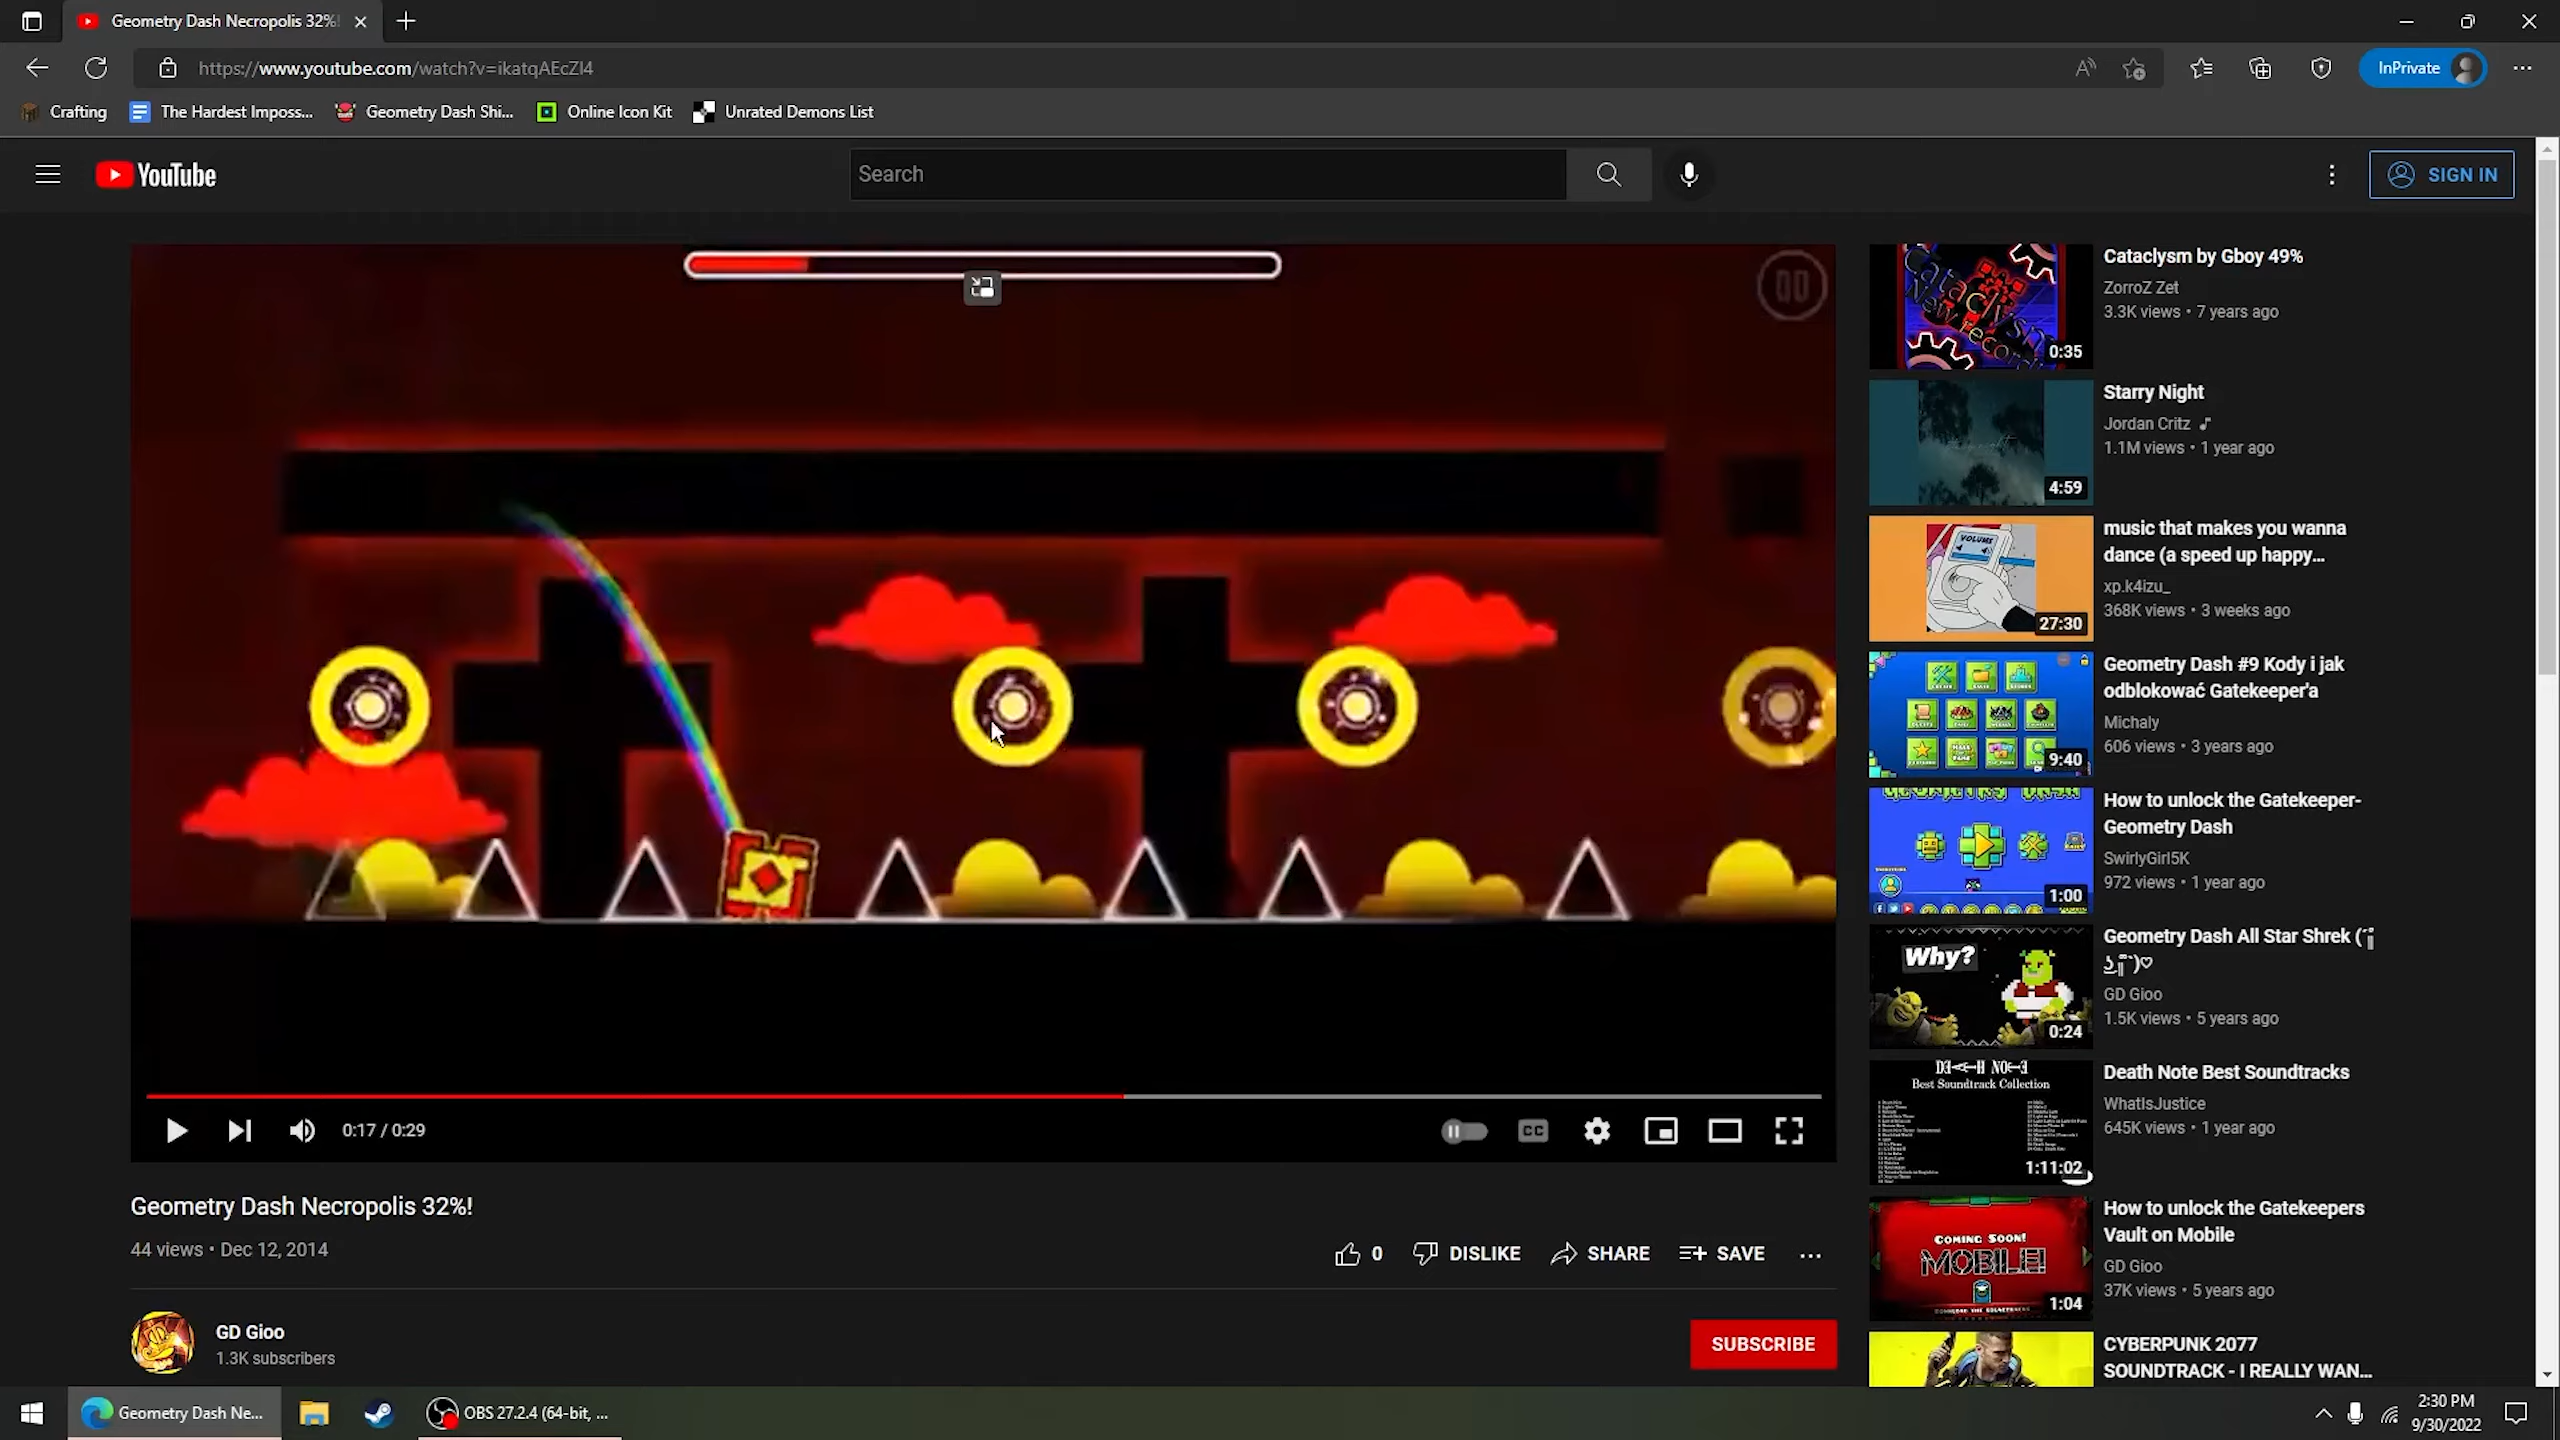 Geometry Dash Necropolis 32%!
https://www.youtube.com/watch?v=ikatqAEcZI4
InPrivate
Crafting
The Hardest Imposs...
Geometry Dash Shi...
Online Icon Kit
Unrated Demons List
YouTube
Search
SIGN IN
Cataclysm by Gboy 49%
ZorroZ Zet
3.3K views • 7 years ago
Cataclysm
New record
0:35
Starry Night
Jordan Critz
1.1M views • 1 year ago
4:59
music that makes you wanna
dance (a speed up happy...
xp.k4izu_
368K views • 3 weeks ago
VOLUME
27:30
Geometry Dash #9 Kody i jak
odblokować Gatekeeper'a
Michaly
606 views • 3 years ago
9:40
How to unlock the Gatekeeper-
Geometry Dash
SwirlyGirl5K
972 views • 1 year ago
GEOMETRY DASH
1:00
Geometry Dash All Star Shrek (
GD Gioo
1.5K views • 5 years ago
Why?
0:24
Death Note Best Soundtracks
WhatIsJustice
645K views • 1 year ago
Best Soundtrack Collection
1:11:02
How to unlock the Gatekeepers
Vault on Mobile
GD Gioo
37K views • 5 years ago
COMING SOON!
MOBILE!
1:04
CYBERPUNK 2077
SOUNDTRACK - I REALLY WAN...
0:17 / 0:29
CC
Geometry Dash Necropolis 32%!
44 views • Dec 12, 2014
0
DISLIKE
SHARE
SAVE
GD Gioo
1.3K subscribers
SUBSCRIBE
Geometry Dash Ne...
OBS 27.2.4 (64-bit, ...
2:30 PM
9/30/2022